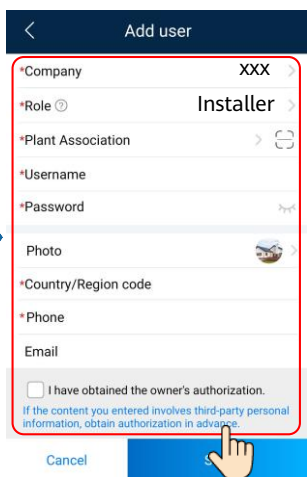 Add user
*Company xxx
*Role Installer
*Plant Association
*Username
*Password
Photo
*Country/Region code
*Phone
Email
I have obtained the owner's authorization.
If the content you entered involves third-party personal
information, obtain authorization in advance.
Cancel